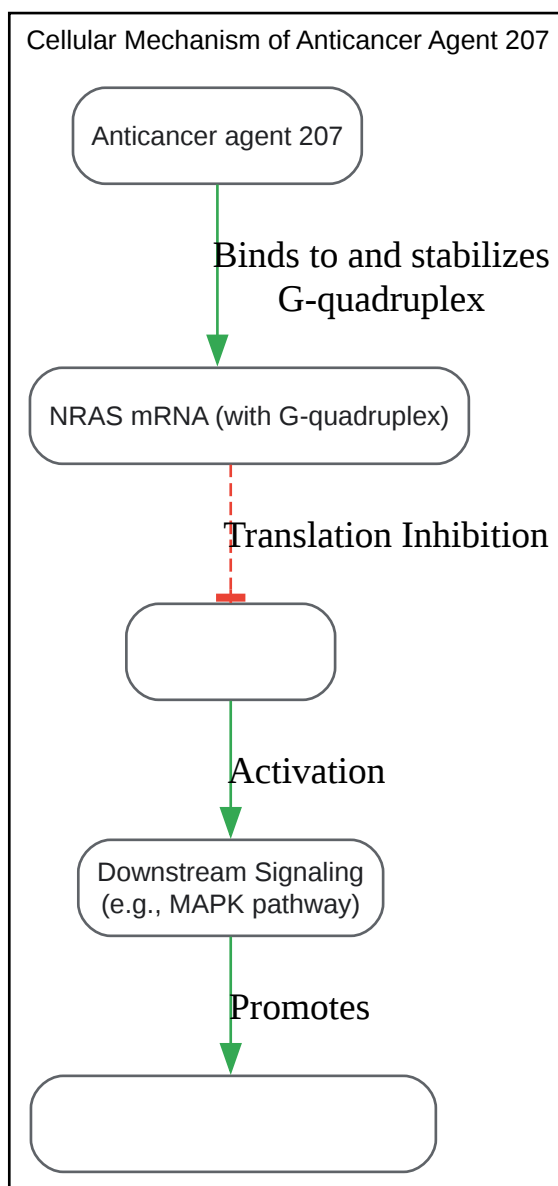 Cellular Mechanism of Anticancer Agent 207
Anticancer agent 207
Binds to and stabilizes
G-quadruplex
NRAS mRNA (with G-quadruplex)
Translation Inhibition
Activation
Downstream Signaling
(e.g., MAPK pathway)
Promotes